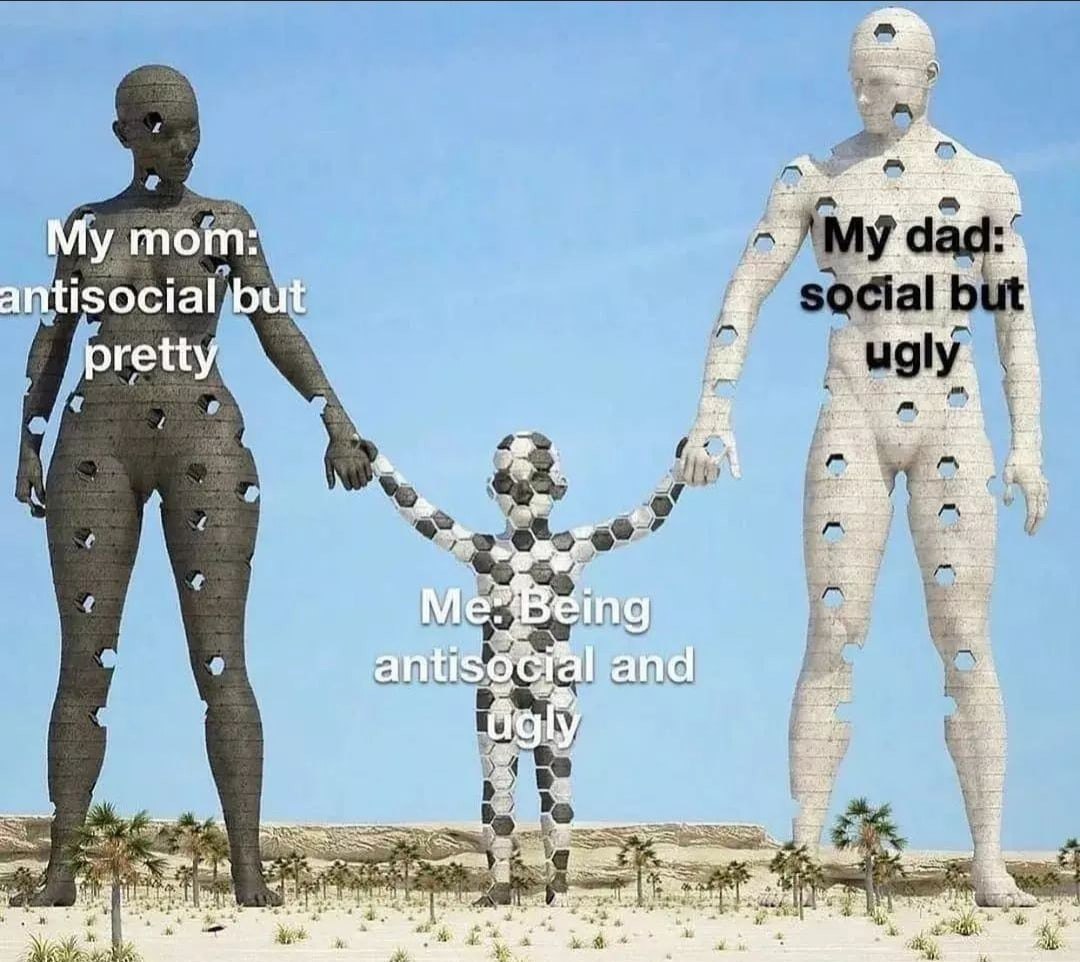 My mom:
antisocial but
pretty
My dad:
social but
ugly
Me: Being
antisocial and
ugly